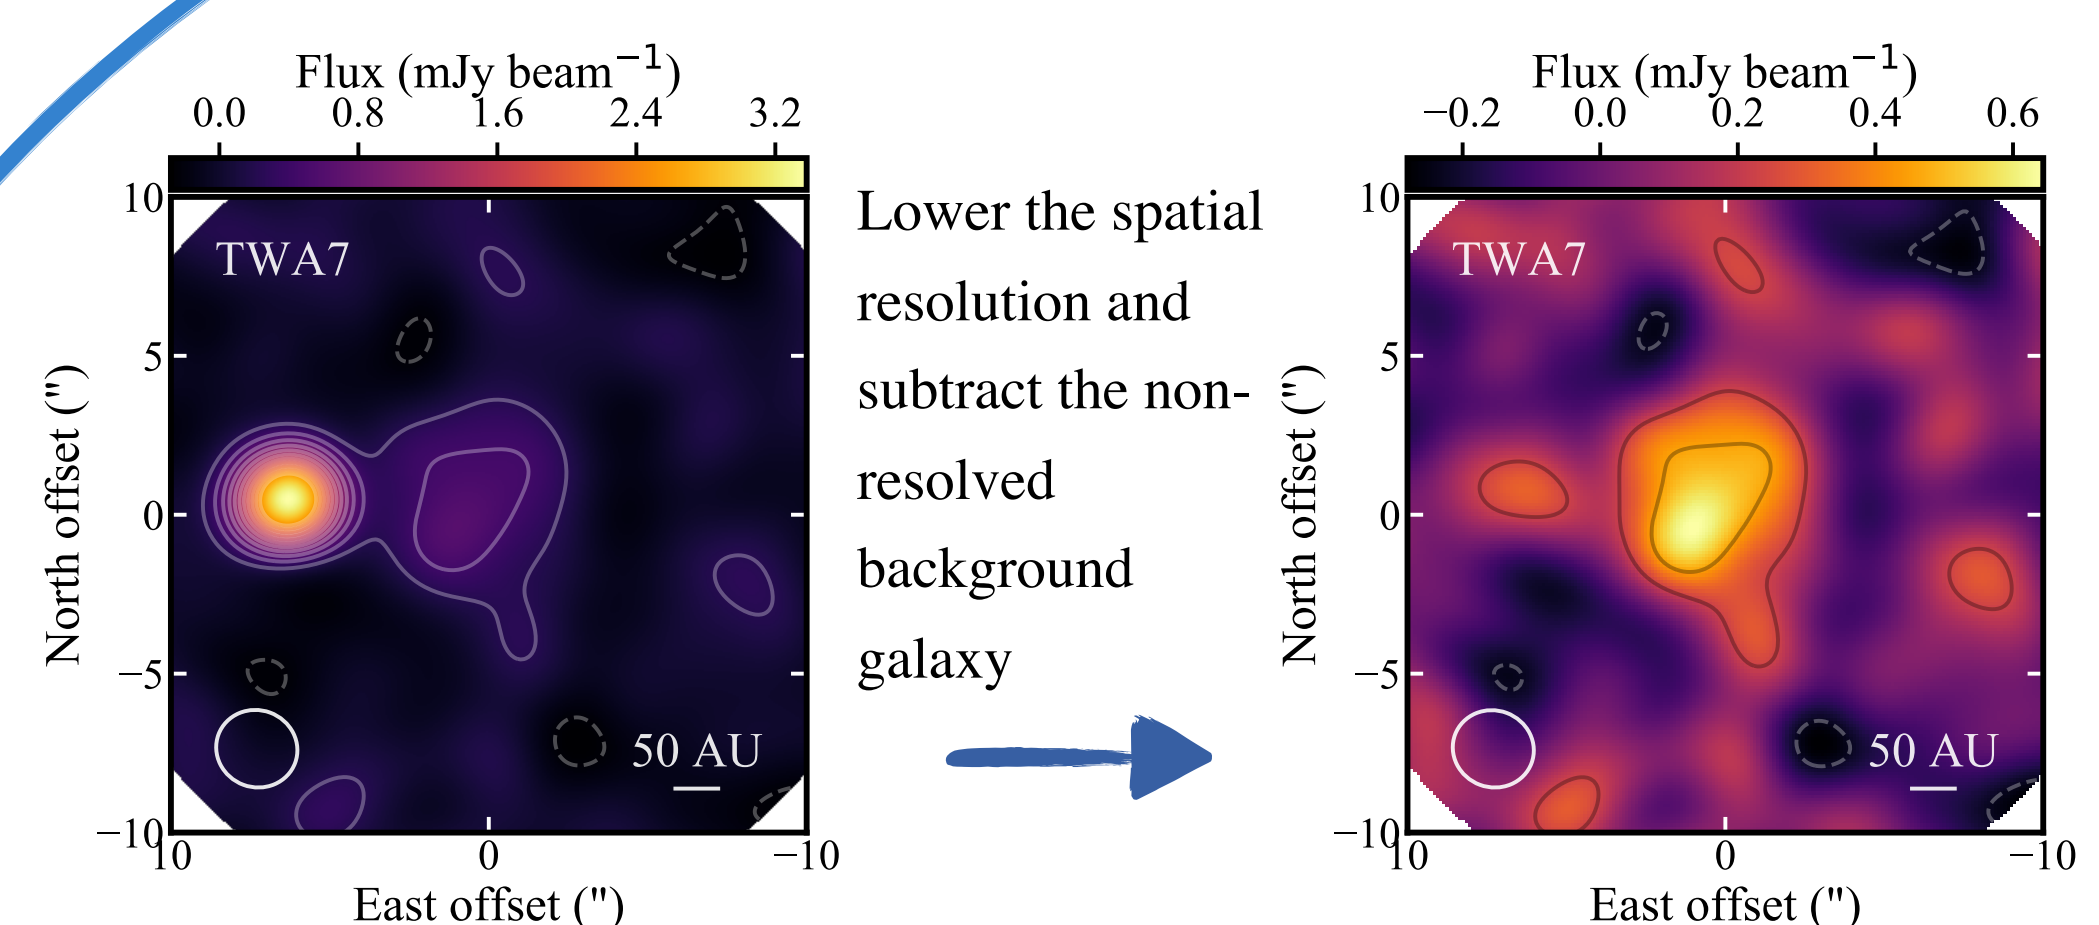 Flux (mJy beam⁻¹)
0.0 0.8 1.6 2.4 3.2
TWA7
10
5
0
−5
−10
North offset (")
50 AU
10 0 −10
East offset (")
Lower the spatial
resolution and
subtract the non-
resolved
background
galaxy
Flux (mJy beam⁻¹)
−0.2 0.0 0.2 0.4 0.6
TWA7
10
5
0
−5
−10
North offset (")
50 AU
10 0 −10
East offset (")